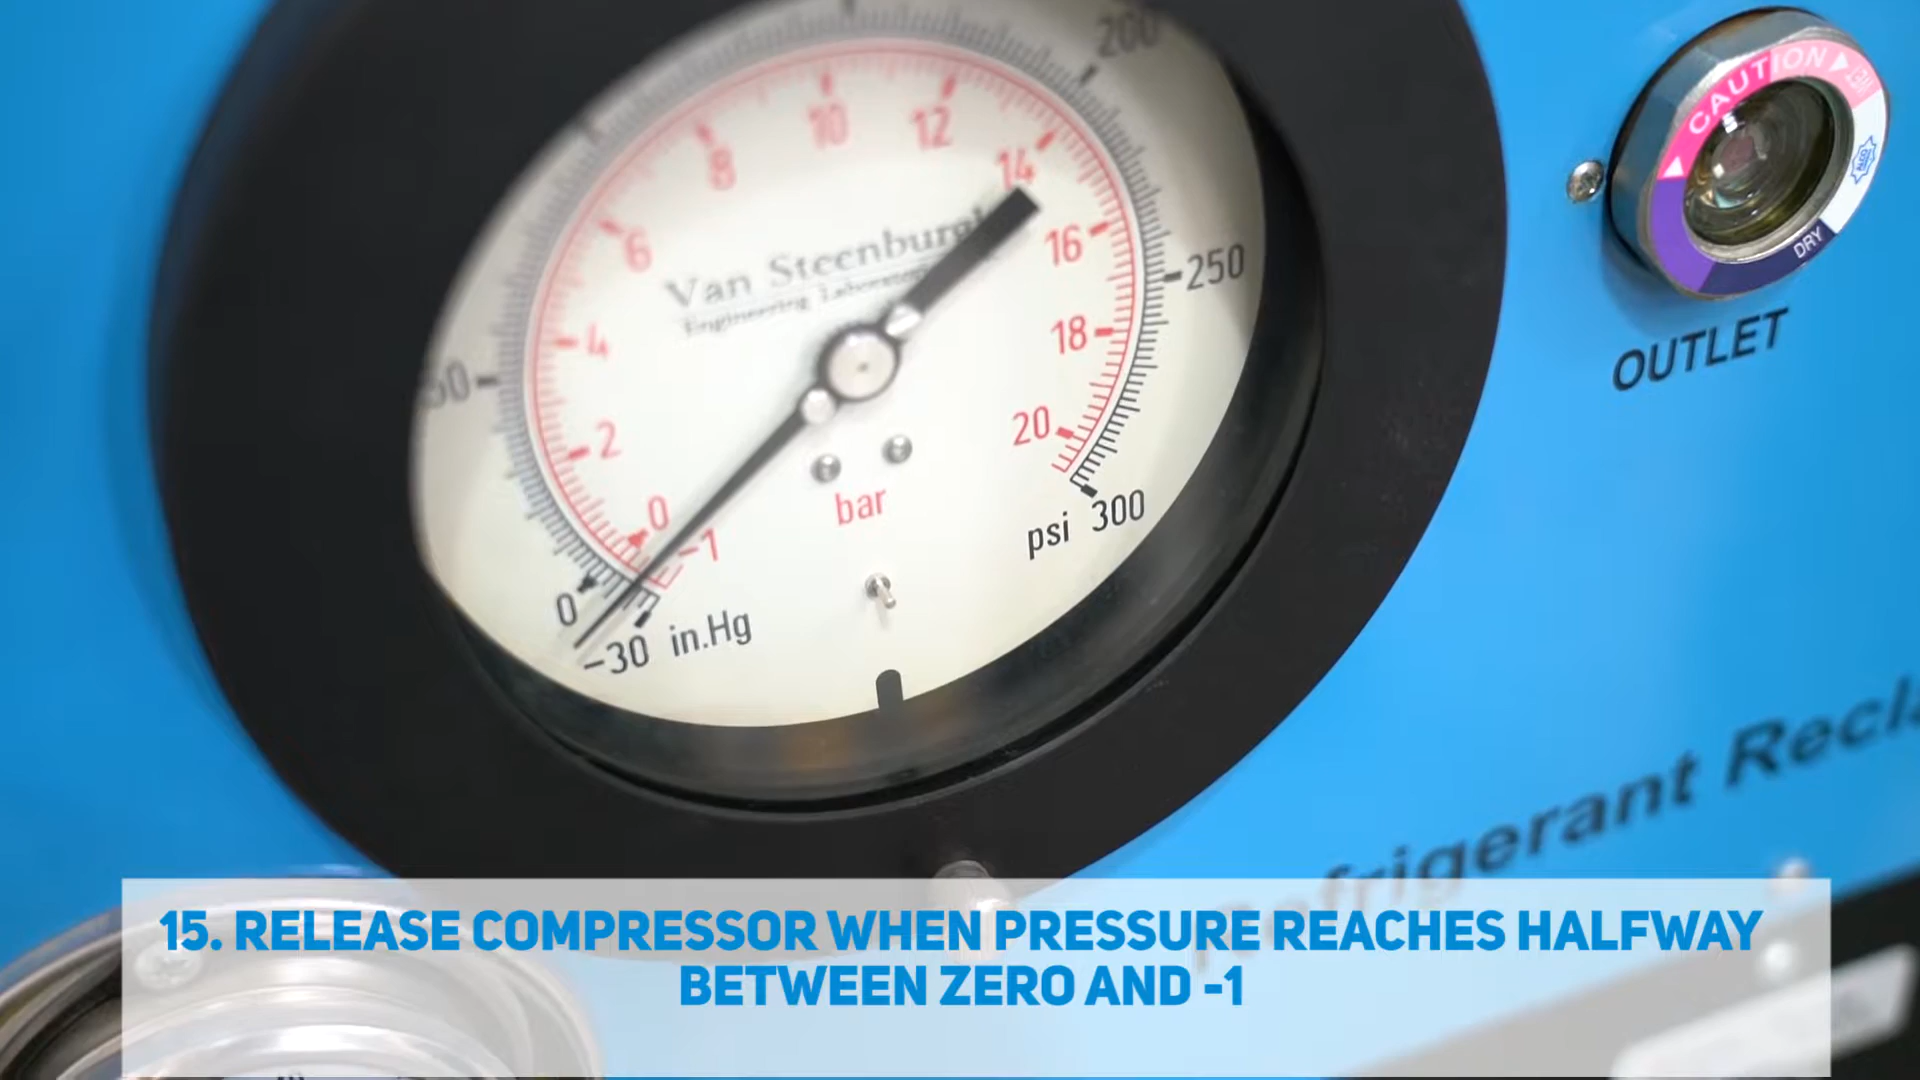 200
10
12
8
14
6
16
250
Van Steenburgh
Engineering Laboratories
4
18
2
20
0
bar
-1
psi 300
0
-30 in.Hg
CAUTION
WET
ALCO
DRY
OUTLET
Refrigerant
15. RELEASE COMPRESSOR WHEN PRESSURE REACHES HALFWAY
BETWEEN ZERO AND -1